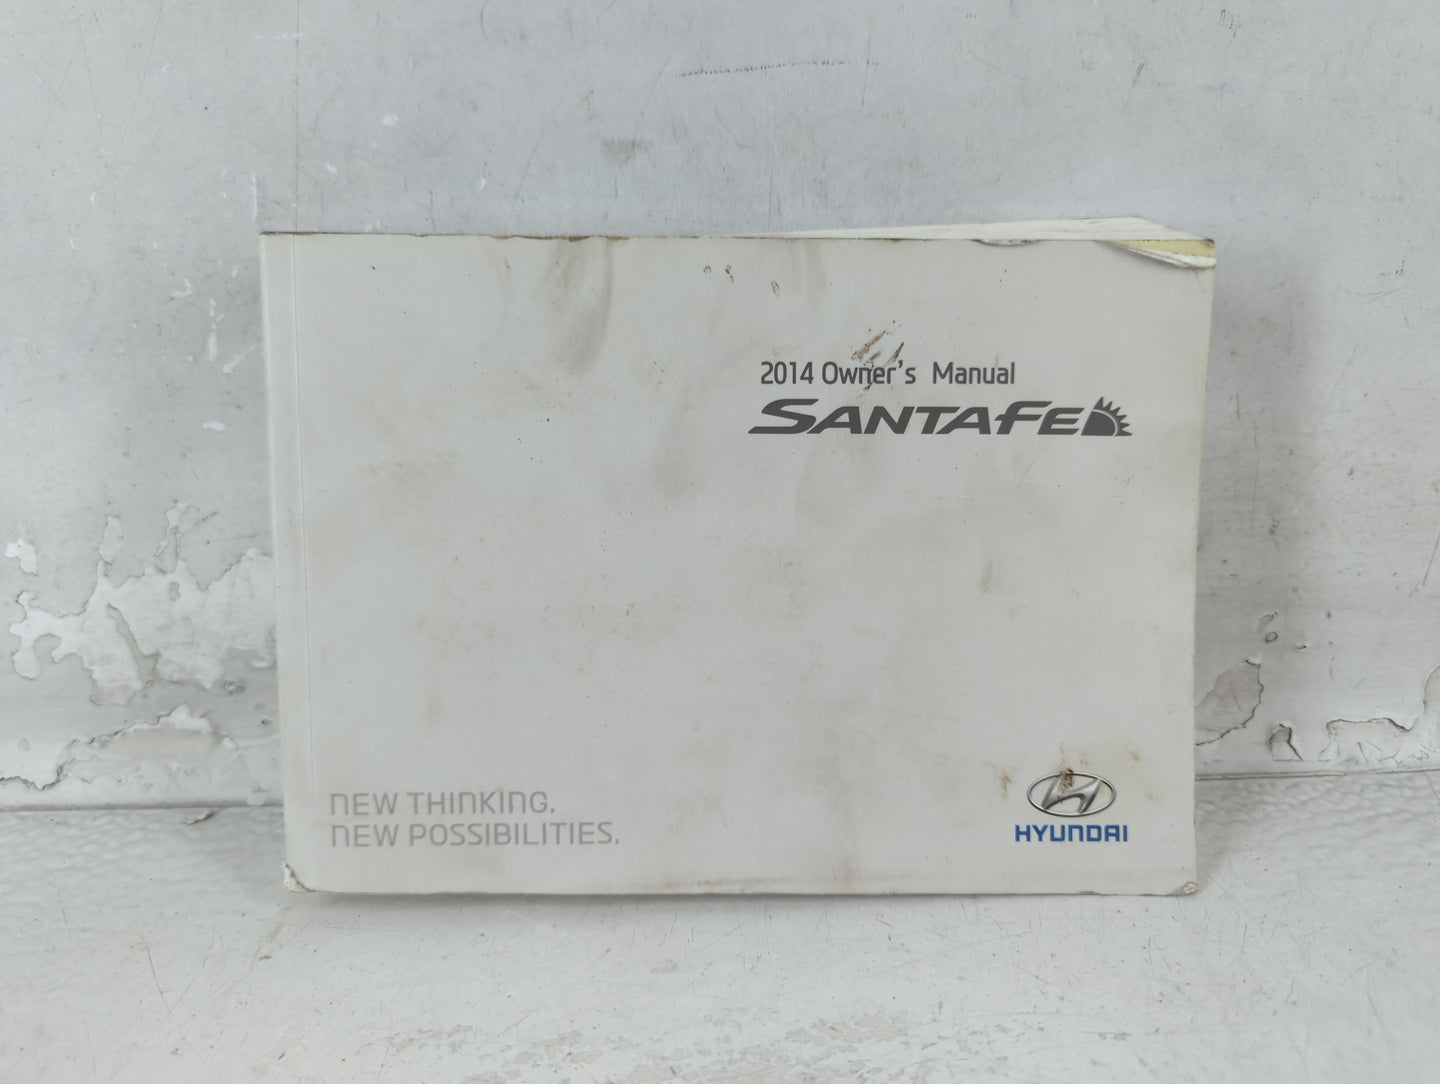 2014 Owner's Manual
SANTAFE
NEW THINKING.
NEW POSSIBILITIES.
HYUNDAI